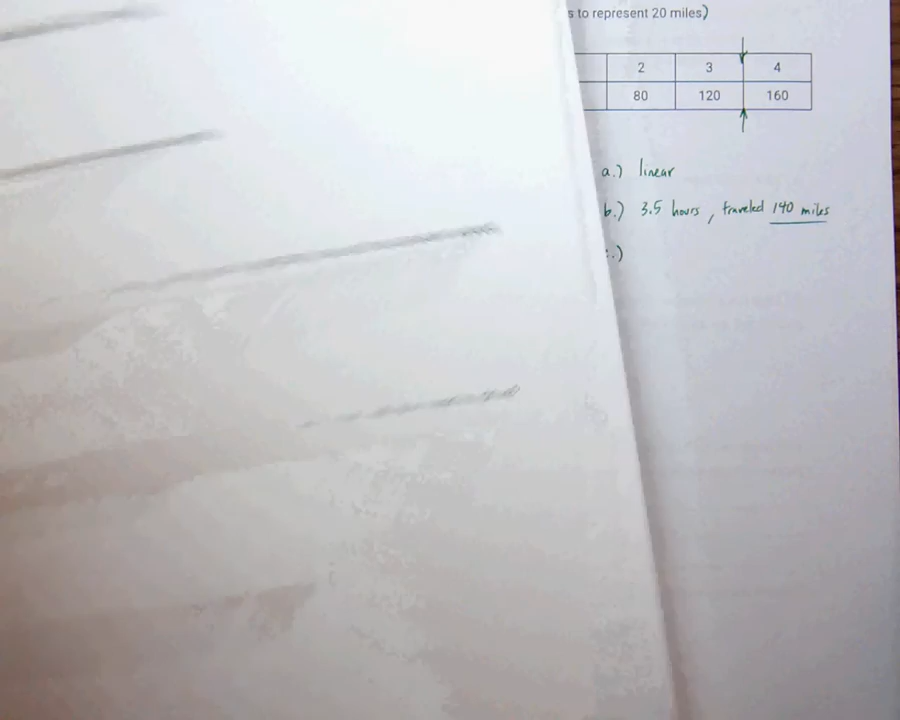 s to represent 20 miles)
2 3 4
80 120 160
a.) linear
b.) 3.5 hours, traveled 140 miles
.)